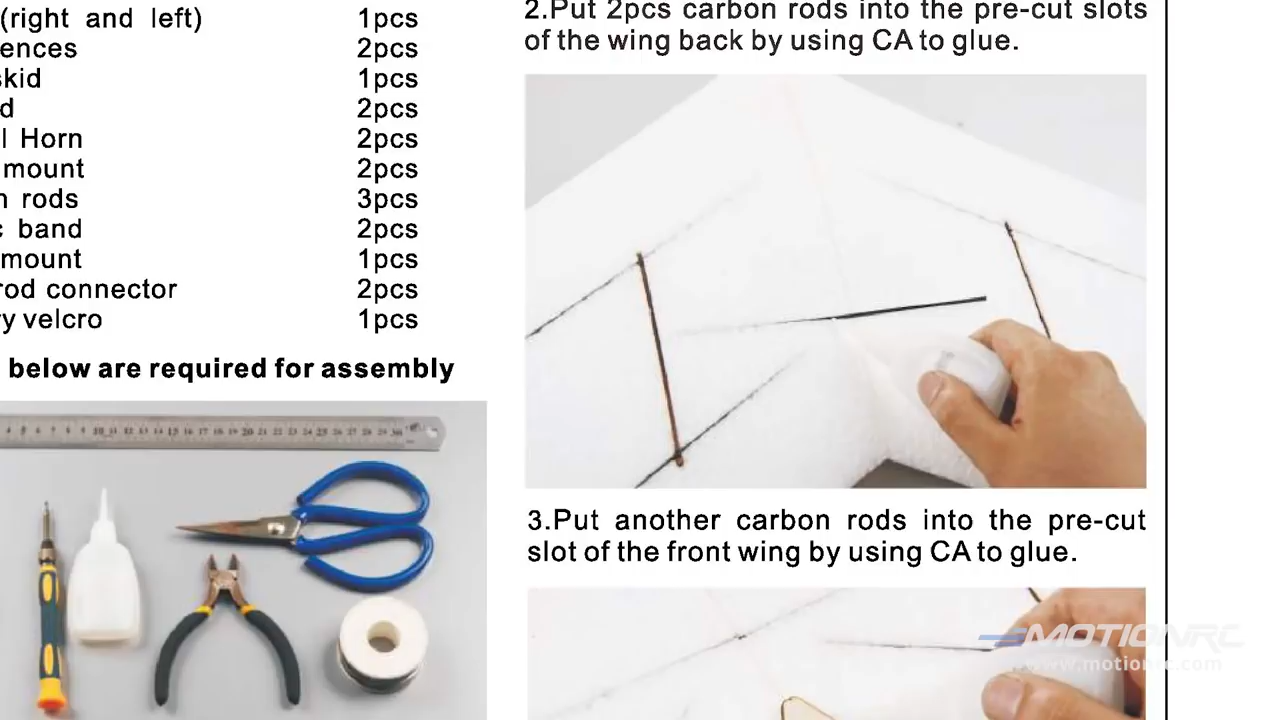 (right and left) 1pcs
ences 2pcs
skid 1pcs
d 2pcs
l Horn 2pcs
mount 2pcs
n rods 3pcs
c band 2pcs
mount 1pcs
rod connector 2pcs
y velcro 1pcs
below are required for assembly
2.Put 2pcs carbon rods into the pre-cut slots
of the wing back by using CA to glue.
3.Put another carbon rods into the pre-cut
slot of the front wing by using CA to glue.
MOTIONRC
www.motionrc.com